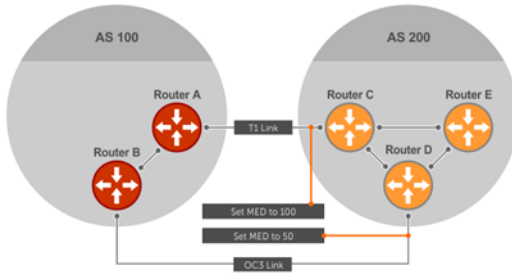 AS 100
AS 200
Router A
Router C
Router E
T1 Link
Router B
Router D
Set MED to 100
Set MED to 50
OC3 Link